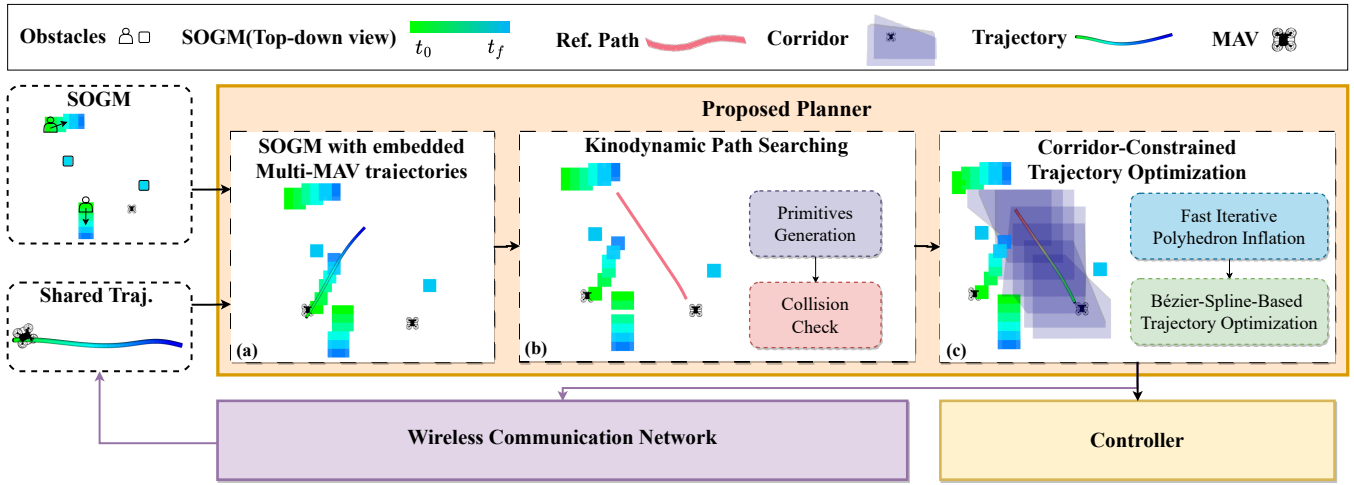 Obstacles
SOGM(Top-down view)
t₀
t_f
Ref. Path
Corridor
Trajectory
MAV
SOGM
Shared Traj.
Proposed Planner
SOGM with embedded
Multi-MAV trajectories
(a)
Kinodynamic Path Searching
Primitives
Generation
Collision
Check
(b)
Corridor-Constrained
Trajectory Optimization
Fast Iterative
Polyhedron Inflation
Bézier-Spline-Based
Trajectory Optimization
(c)
Wireless Communication Network
Controller